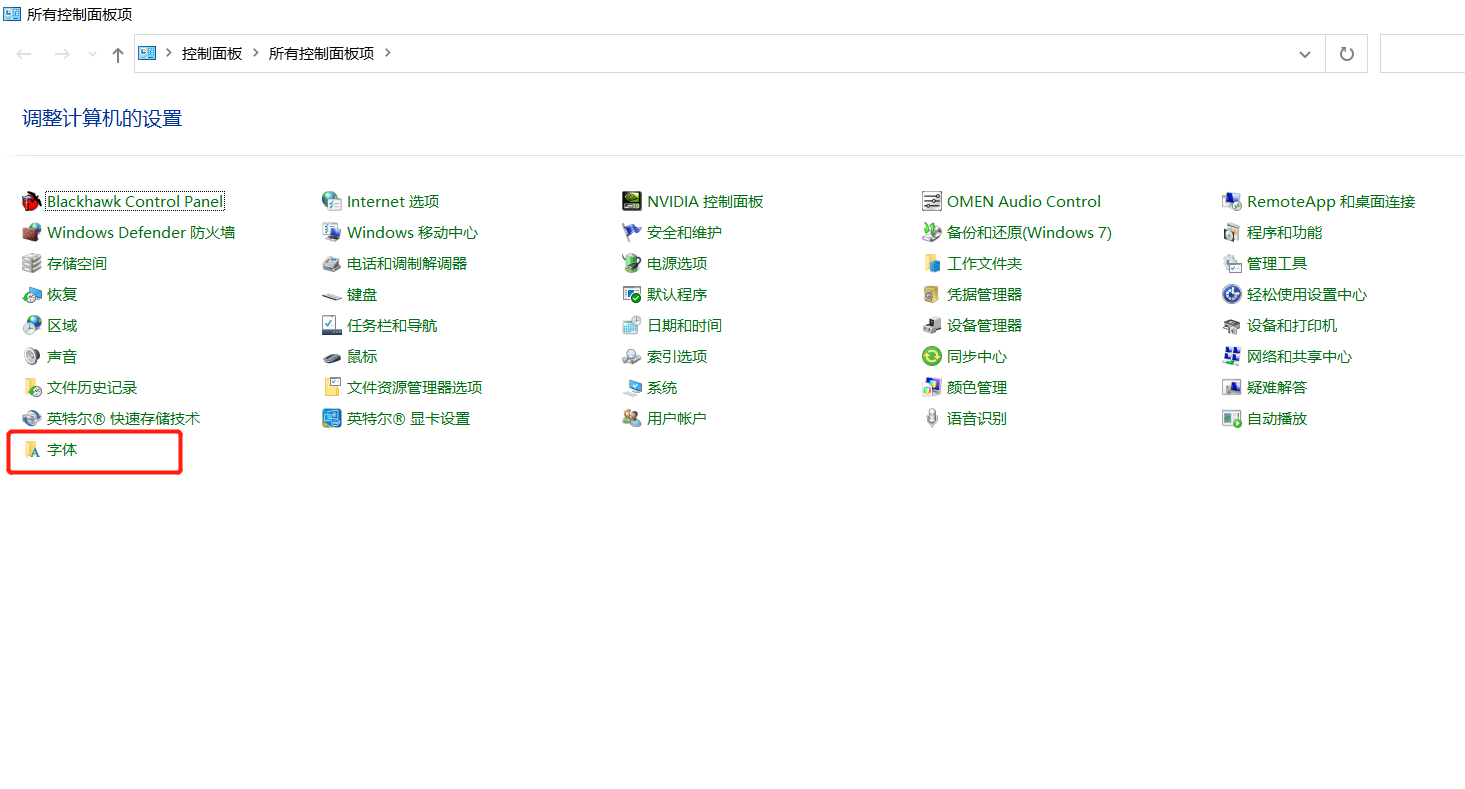 所有控制面板项
控制面板 所有控制面板项
调整计算机的设置
Blackhawk Control Panel Internet 选项 NVIDIA 控制面板 OMEN Audio Control RemoteApp 和桌面连接
Windows Defender 防火墙 Windows 移动中心 安全和维护 备份和还原(Windows 7) 程序和功能
存储空间 电话和调制解调器 电源选项 工作文件夹 管理工具
恢复 键盘 默认程序 凭据管理器 轻松使用设置中心
区域 任务栏和导航 日期和时间 设备管理器 设备和打印机
声音 鼠标 索引选项 同步中心 网络和共享中心
文件历史记录 文件资源管理器选项 系统 颜色管理 疑难解答
英特尔® 快速存储技术 英特尔® 显卡设置 用户帐户 语音识别 自动播放
字体